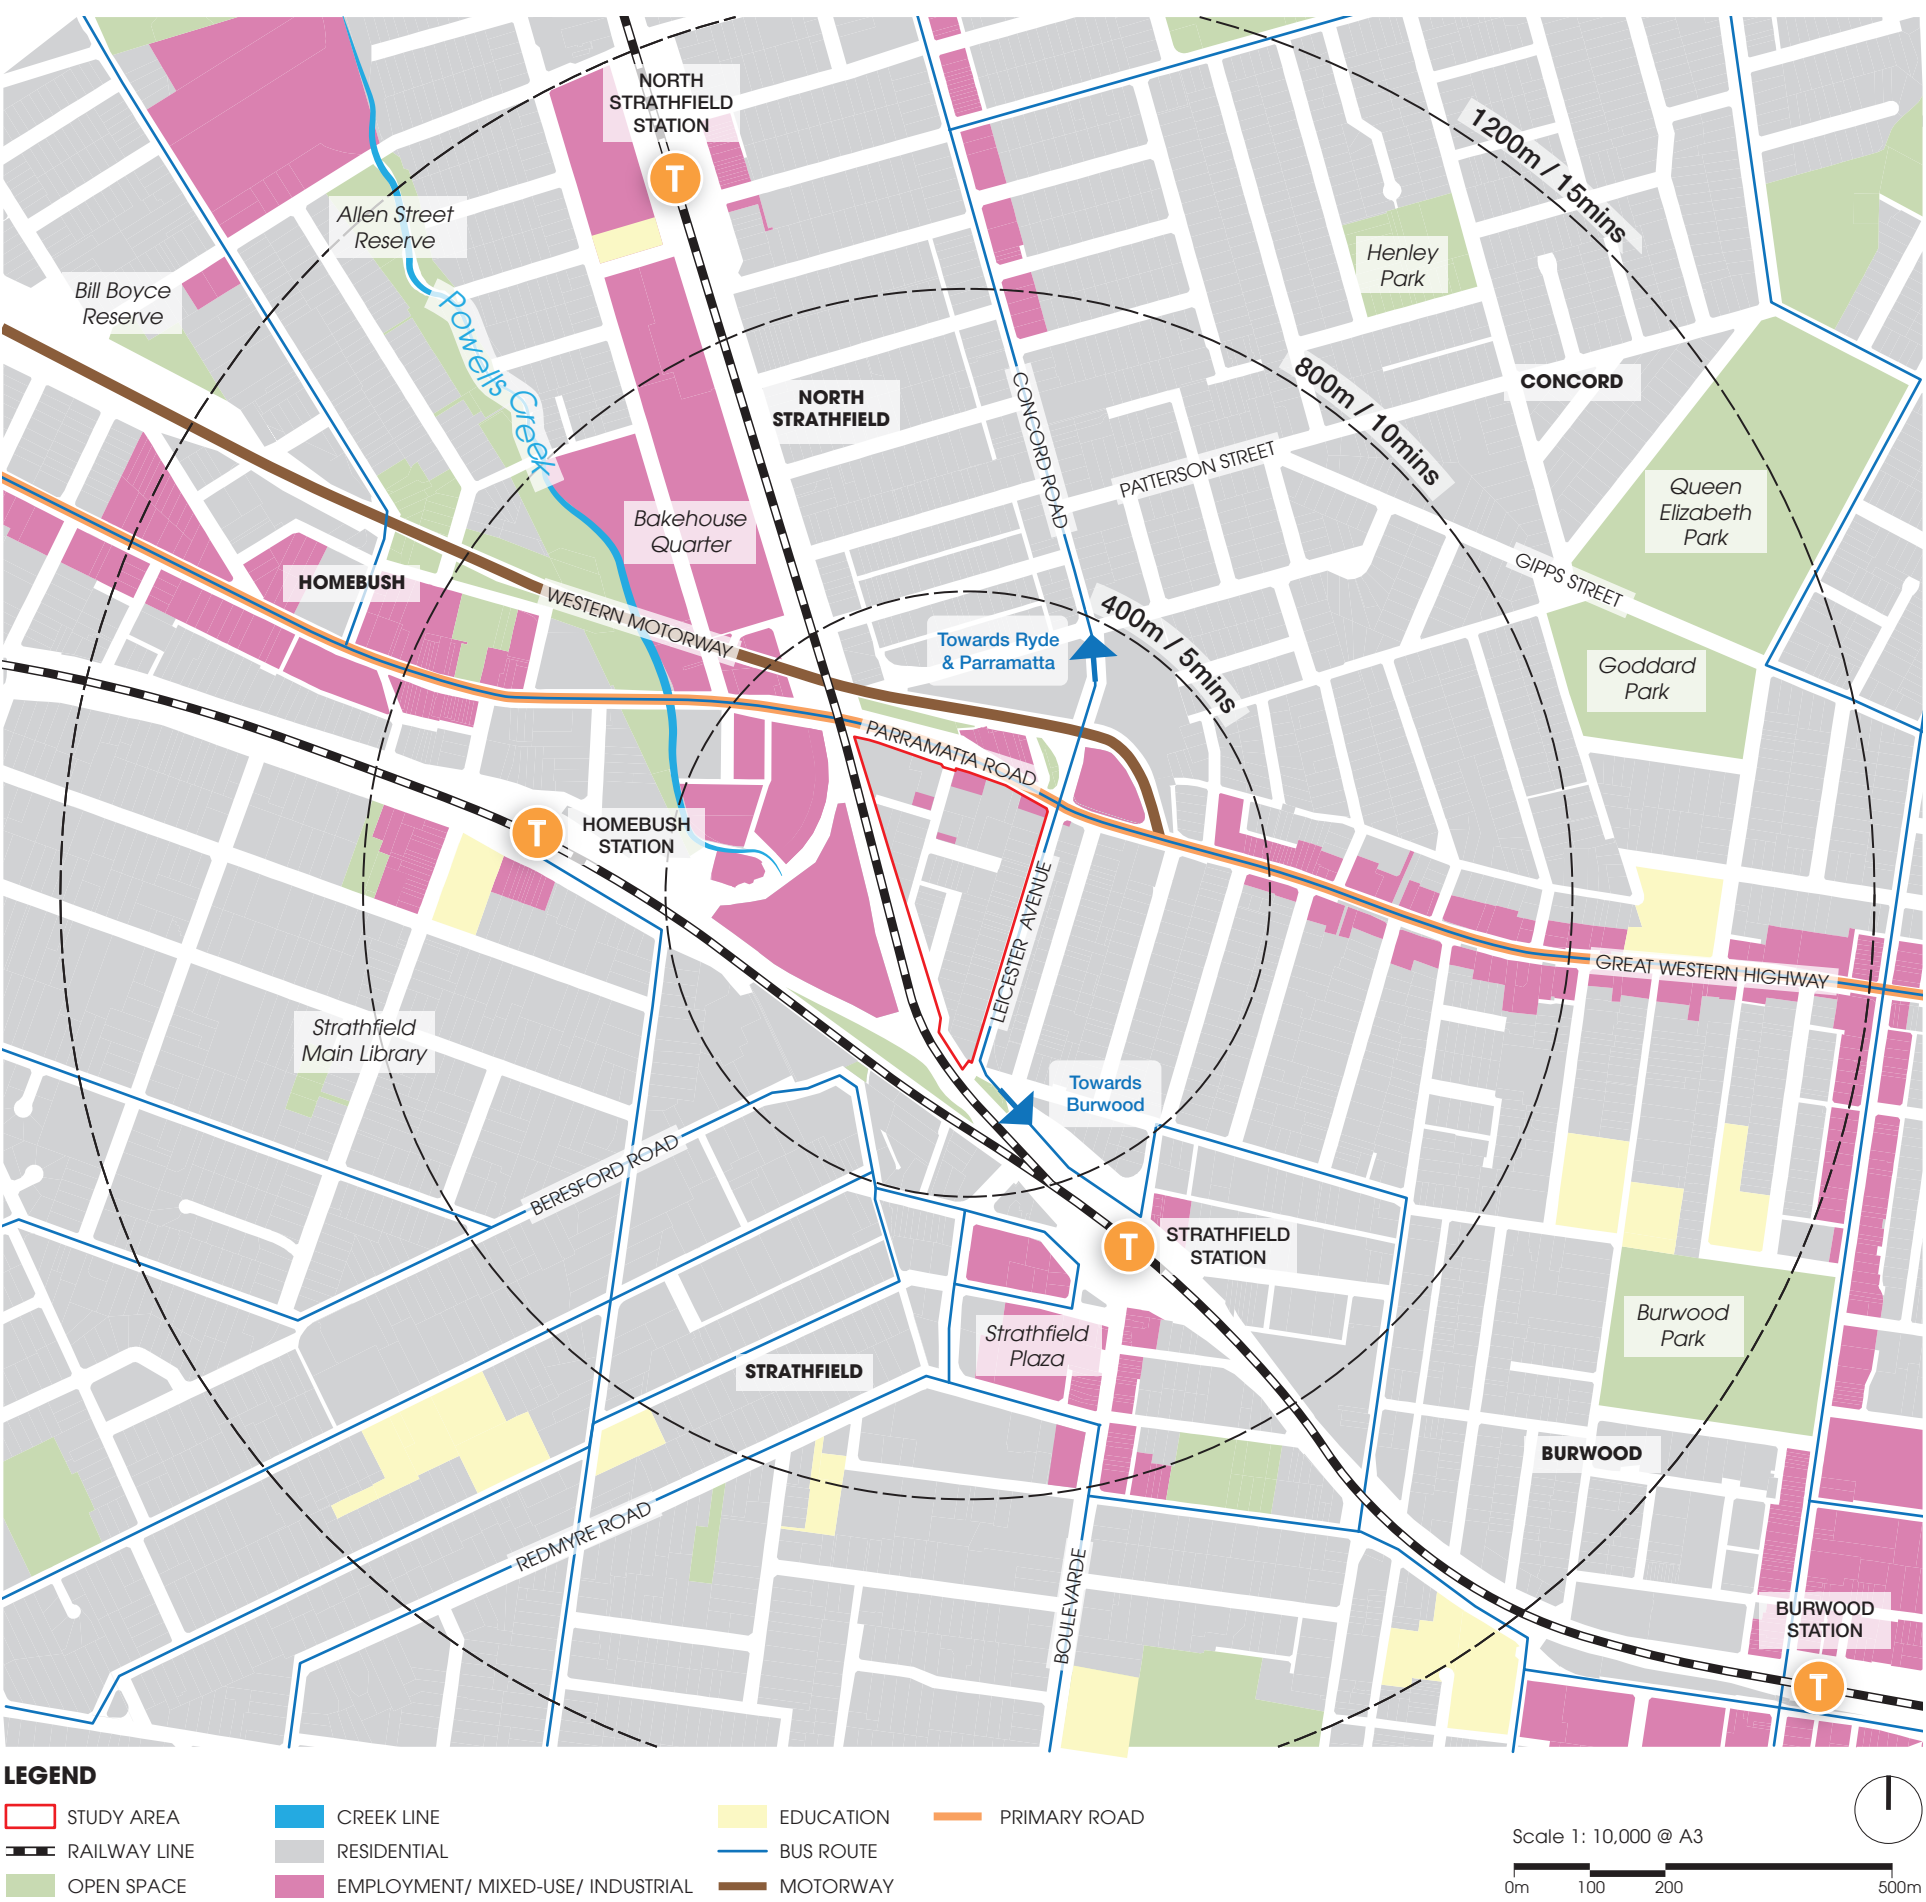 NORTH
STRATHFIELD
STATION
T
1200m / 15mins
Allen Street
Reserve
Henley
Park
Bill Boyce
Reserve
Powells Creek
800m / 10mins
CONCORD
NORTH
STRATHFIELD
CONCORD ROAD
PATTERSON STREET
Queen
Elizabeth
Park
Bakehouse
Quarter
HOMEBUSH
GIPPS STREET
WESTERN MOTORWAY
400m / 5mins
Towards Ryde
& Parramatta
Goddard
Park
PARRAMATTA ROAD
T
HOMEBUSH
STATION
LEICESTER AVENUE
GREAT WESTERN HIGHWAY
Strathfield
Main Library
Towards
Burwood
BERESFORD ROAD
T
STRATHFIELD
STATION
Burwood
Park
Strathfield
Plaza
STRATHFIELD
BURWOOD
REDMYRE ROAD
BOULEVARDE
BURWOOD
STATION
T
LEGEND
STUDY AREA
RAILWAY LINE
OPEN SPACE
CREEK LINE
RESIDENTIAL
EMPLOYMENT/ MIXED-USE/ INDUSTRIAL
EDUCATION
BUS ROUTE
MOTORWAY
PRIMARY ROAD
Scale 1: 10,000 @ A3
0m 100 200 500m